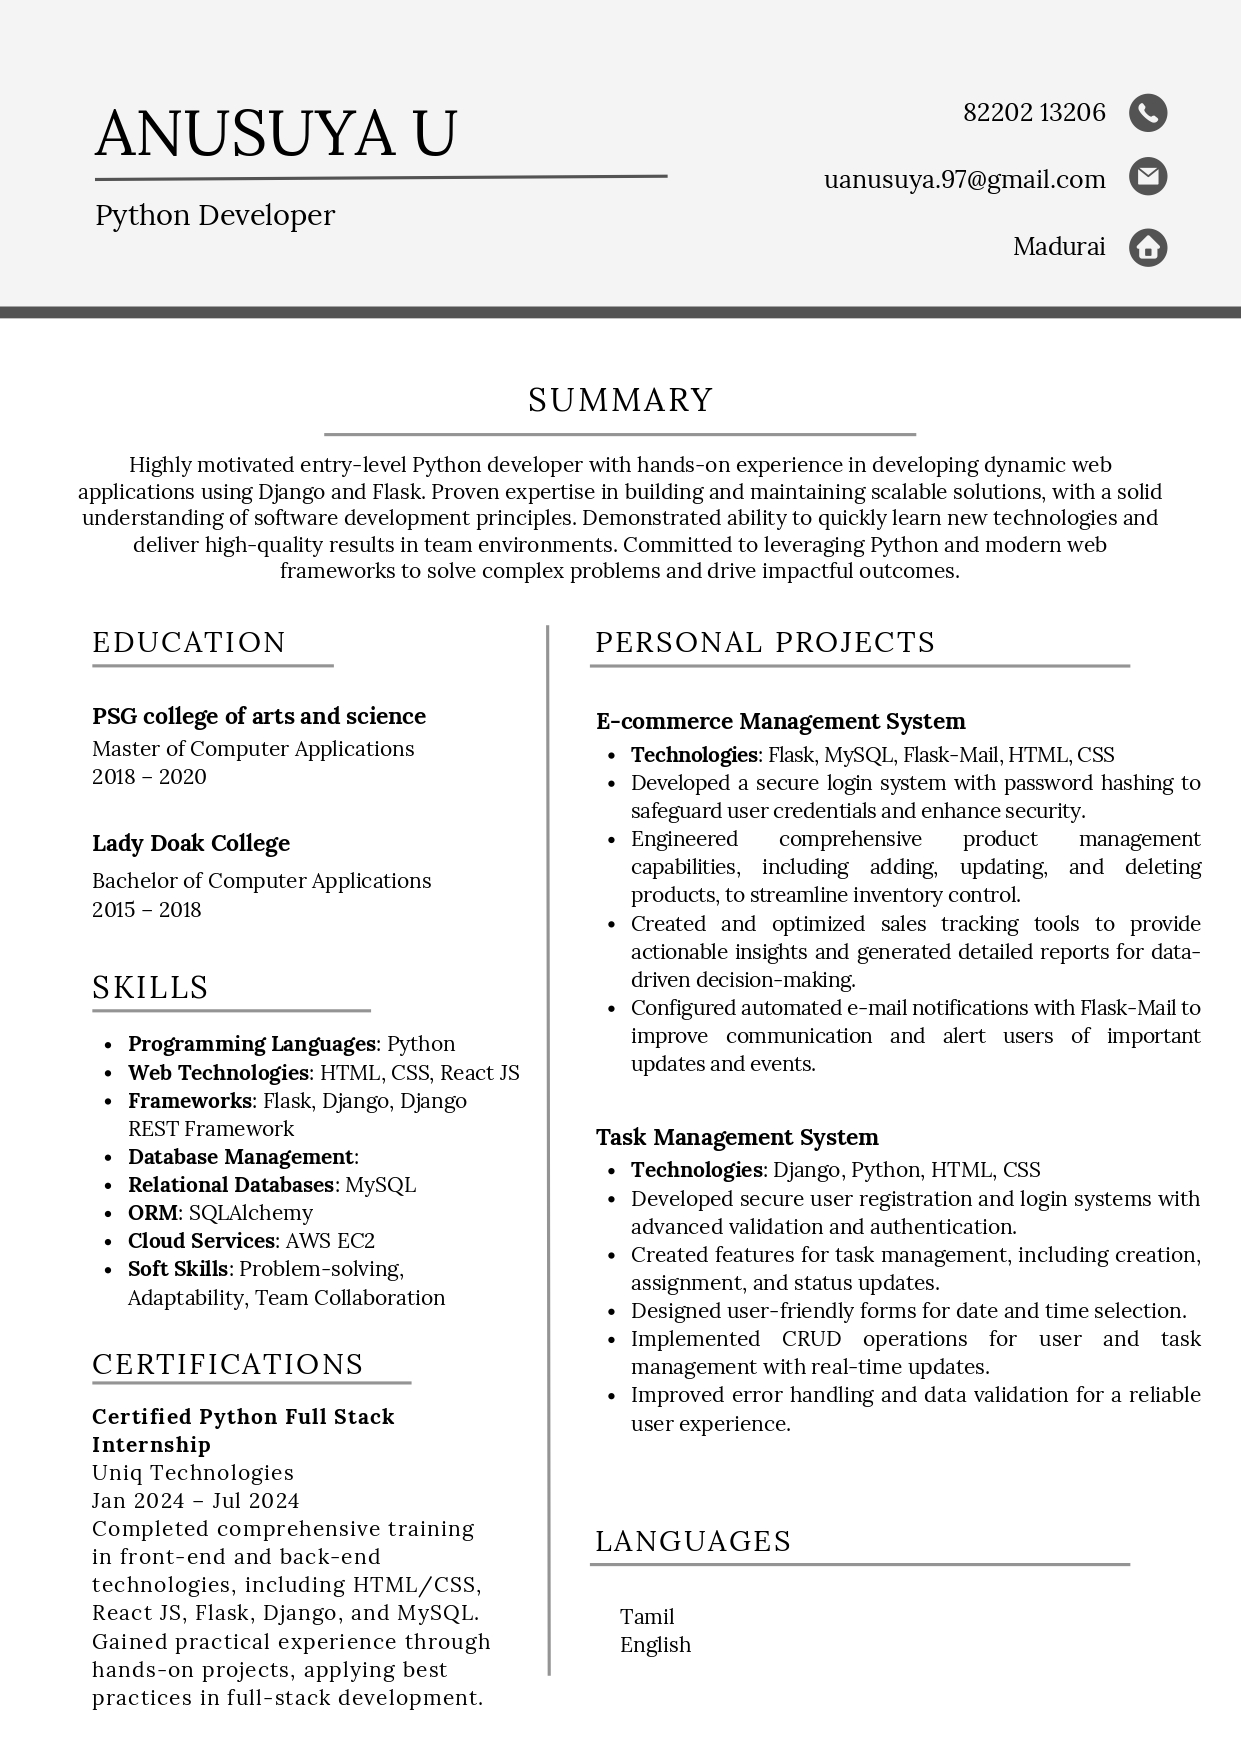 ANUSUYA U
Python Developer
82202 13206
uanusuya.97@gmail.com
Madurai
SUMMARY
Highly motivated entry-level Python developer with hands-on experience in developing dynamic web
applications using Django and Flask. Proven expertise in building and maintaining scalable solutions, with a solid
understanding of software development principles. Demonstrated ability to quickly learn new technologies and
deliver high-quality results in team environments. Committed to leveraging Python and modern web
frameworks to solve complex problems and drive impactful outcomes.
EDUCATION
PSG college of arts and science
Master of Computer Applications
2018 – 2020
Lady Doak College
Bachelor of Computer Applications
2015 – 2018
SKILLS
• Programming Languages: Python
• Web Technologies: HTML, CSS, React JS
• Frameworks: Flask, Django, Django
REST Framework
• Database Management:
• Relational Databases: MySQL
• ORM: SQLAlchemy
• Cloud Services: AWS EC2
• Soft Skills: Problem-solving,
Adaptability, Team Collaboration
CERTIFICATIONS
Certified Python Full Stack
Internship
Uniq Technologies
Jan 2024 – Jul 2024
Completed comprehensive training
in front-end and back-end
technologies, including HTML/CSS,
React JS, Flask, Django, and MySQL.
Gained practical experience through
hands-on projects, applying best
practices in full-stack development.
PERSONAL PROJECTS
E-commerce Management System
• Technologies: Flask, MySQL, Flask-Mail, HTML, CSS
• Developed a secure login system with password hashing to
safeguard user credentials and enhance security.
• Engineered comprehensive product management
capabilities, including adding, updating, and deleting
products, to streamline inventory control.
• Created and optimized sales tracking tools to provide
actionable insights and generated detailed reports for data-
driven decision-making.
• Configured automated e-mail notifications with Flask-Mail to
improve communication and alert users of important
updates and events.
Task Management System
• Technologies: Django, Python, HTML, CSS
• Developed secure user registration and login systems with
advanced validation and authentication.
• Created features for task management, including creation,
assignment, and status updates.
• Designed user-friendly forms for date and time selection.
• Implemented CRUD operations for user and task
management with real-time updates.
• Improved error handling and data validation for a reliable
user experience.
LANGUAGES
Tamil
English